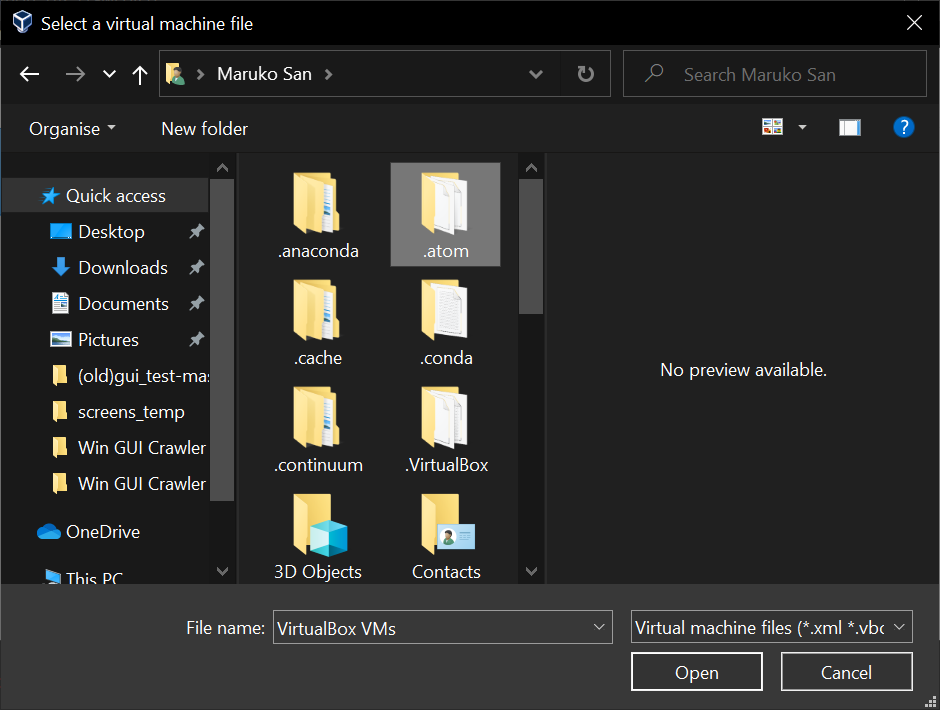 Select a virtual machine file
Maruko San
Search Maruko San
Organise
New folder
Quick access
Desktop
Downloads
Documents
Pictures
(old)gui_test-mas
screens_temp
Win GUI Crawler
Win GUI Crawler
OneDrive
This PC
.anaconda
.atom
.cache
.conda
.continuum
.VirtualBox
3D Objects
Contacts
No preview available.
File name:
VirtualBox VMs
Virtual machine files (*.xml *.vbo
Open
Cancel